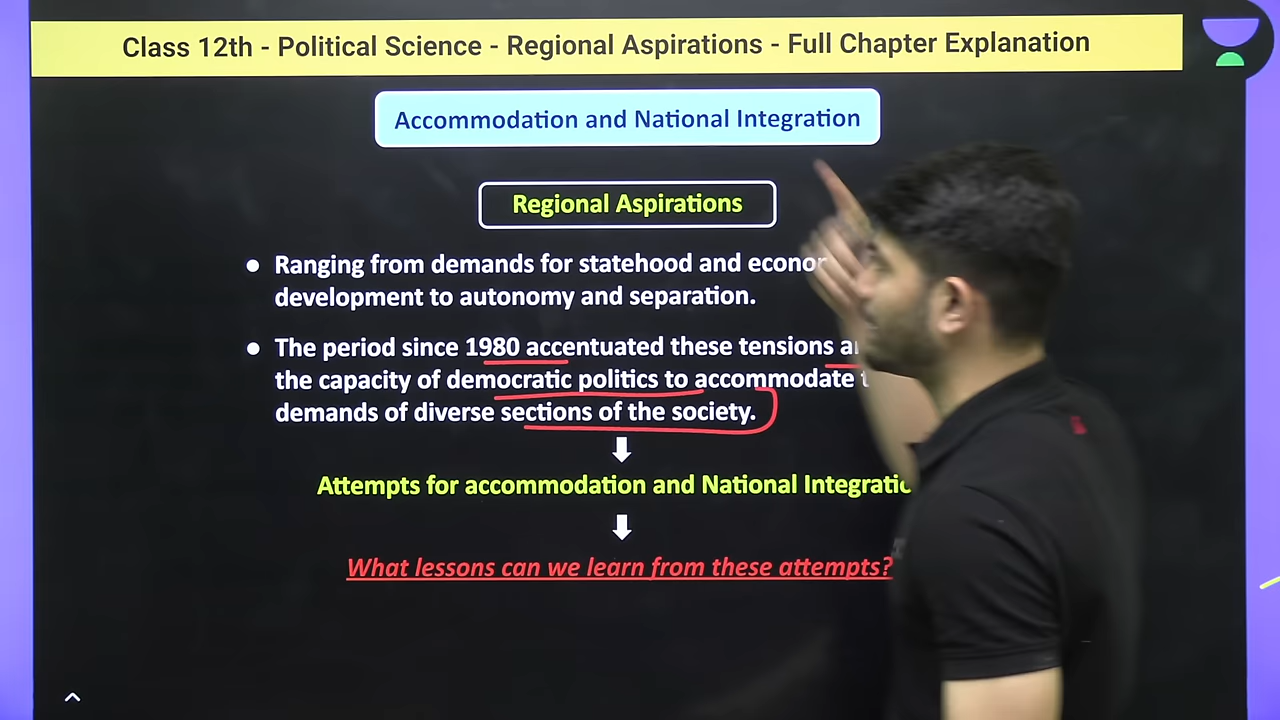 Class 12th - Political Science - Regional Aspirations - Full Chapter Explanation
Accommodation and National Integration
Regional Aspirations
● Ranging from demands for statehood and
development to autonomy and separation.
● The period since 1980 accentuated these tensions
the capacity of democratic politics to accommodate
demands of diverse sections of the society.
Attempts for accommodation and National
What lessons can we learn from these attempts?